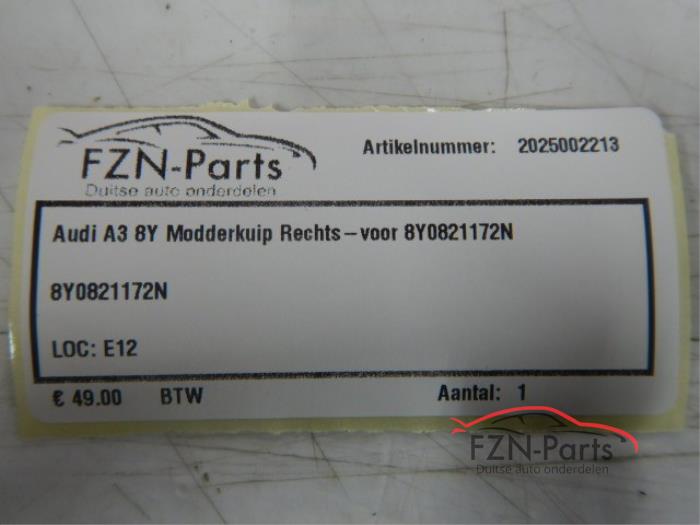 FZN-Parts
Duitse auto onderdelen
Artikelnummer: 2025002213
Audi A3 8Y Modderkuip Rechts-voor 8Y0821172N
8Y0821172N
LOC: E12
€ 49.00 BTW Aantal: 1
FZN-Parts
Duitse auto onderdelen